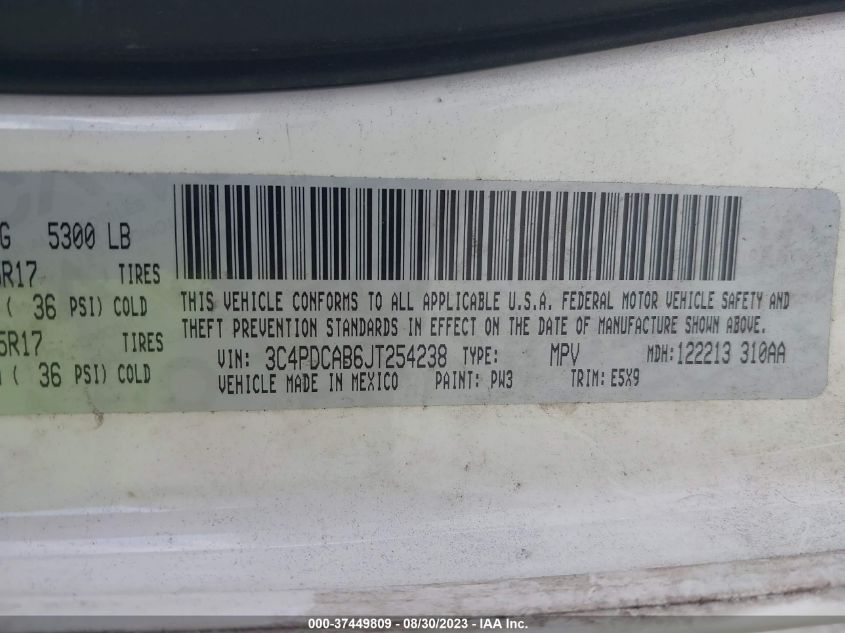 G 5300 LB
5R17 TIRES
( 36 PSI) COLD
5R17 TIRES
( 36 PSI) COLD
THIS VEHICLE CONFORMS TO ALL APPLICABLE U.S.A. FEDERAL MOTOR VEHICLE SAFETY AND
THEFT PREVENTION STANDARDS IN EFFECT ON THE DATE OF MANUFACTURE SHOWN ABOVE.
VIN: 3C4PDCAB6JT254238 TYPE: MPV MDH:122213 310AA
VEHICLE MADE IN MEXICO PAINT: PW3 TRIM: E5X9
000-37449809 - 08/30/2023 - IAA Inc.